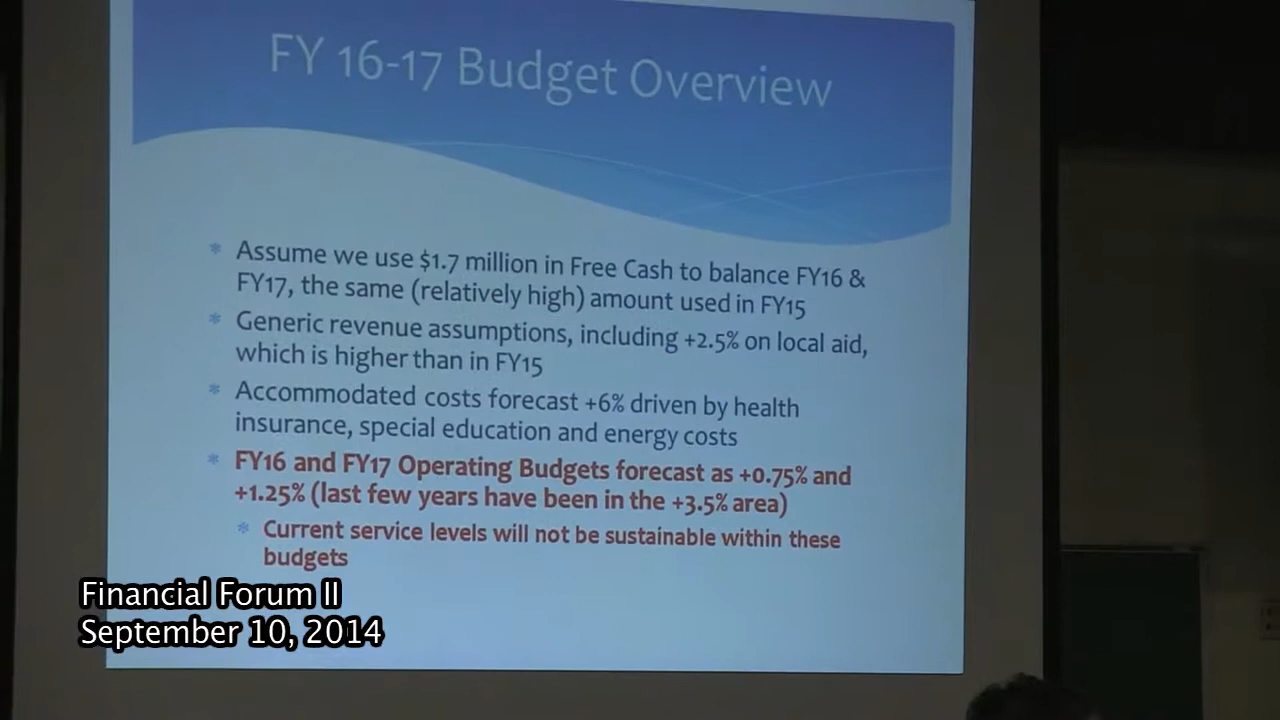 FY 16-17 Budget Overview
* Assume we use $1.7 million in Free Cash to balance FY16 &
FY17, the same (relatively high) amount used in FY15
* Generic revenue assumptions, including +2.5% on local aid,
which is higher than in FY15
* Accommodated costs forecast +6% driven by health
insurance, special education and energy costs
* FY16 and FY17 Operating Budgets forecast as +0.75% and
+1.25% (last few years have been in the +3.5% area)
* Current service levels will not be sustainable within these
budgets
Financial Forum II
September 10, 2014